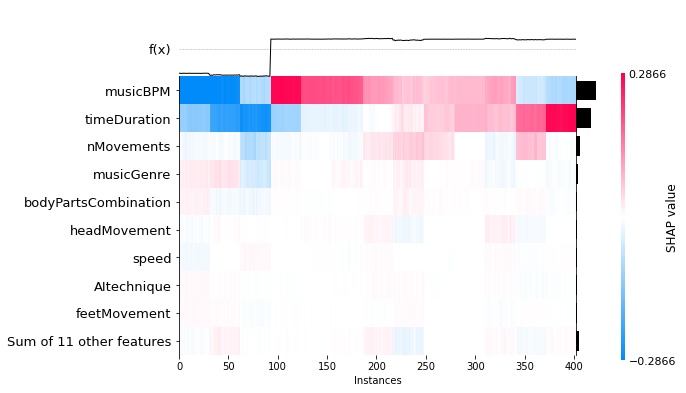 f(x)
musicBPM
timeDuration
nMovements
musicGenre
bodyPartsCombination
headMovement
speed
AItechnique
feetMovement
Sum of 11 other features
0 50 100 150 200 250 300 350 400
Instances
0.2866
SHAP value
−0.2866